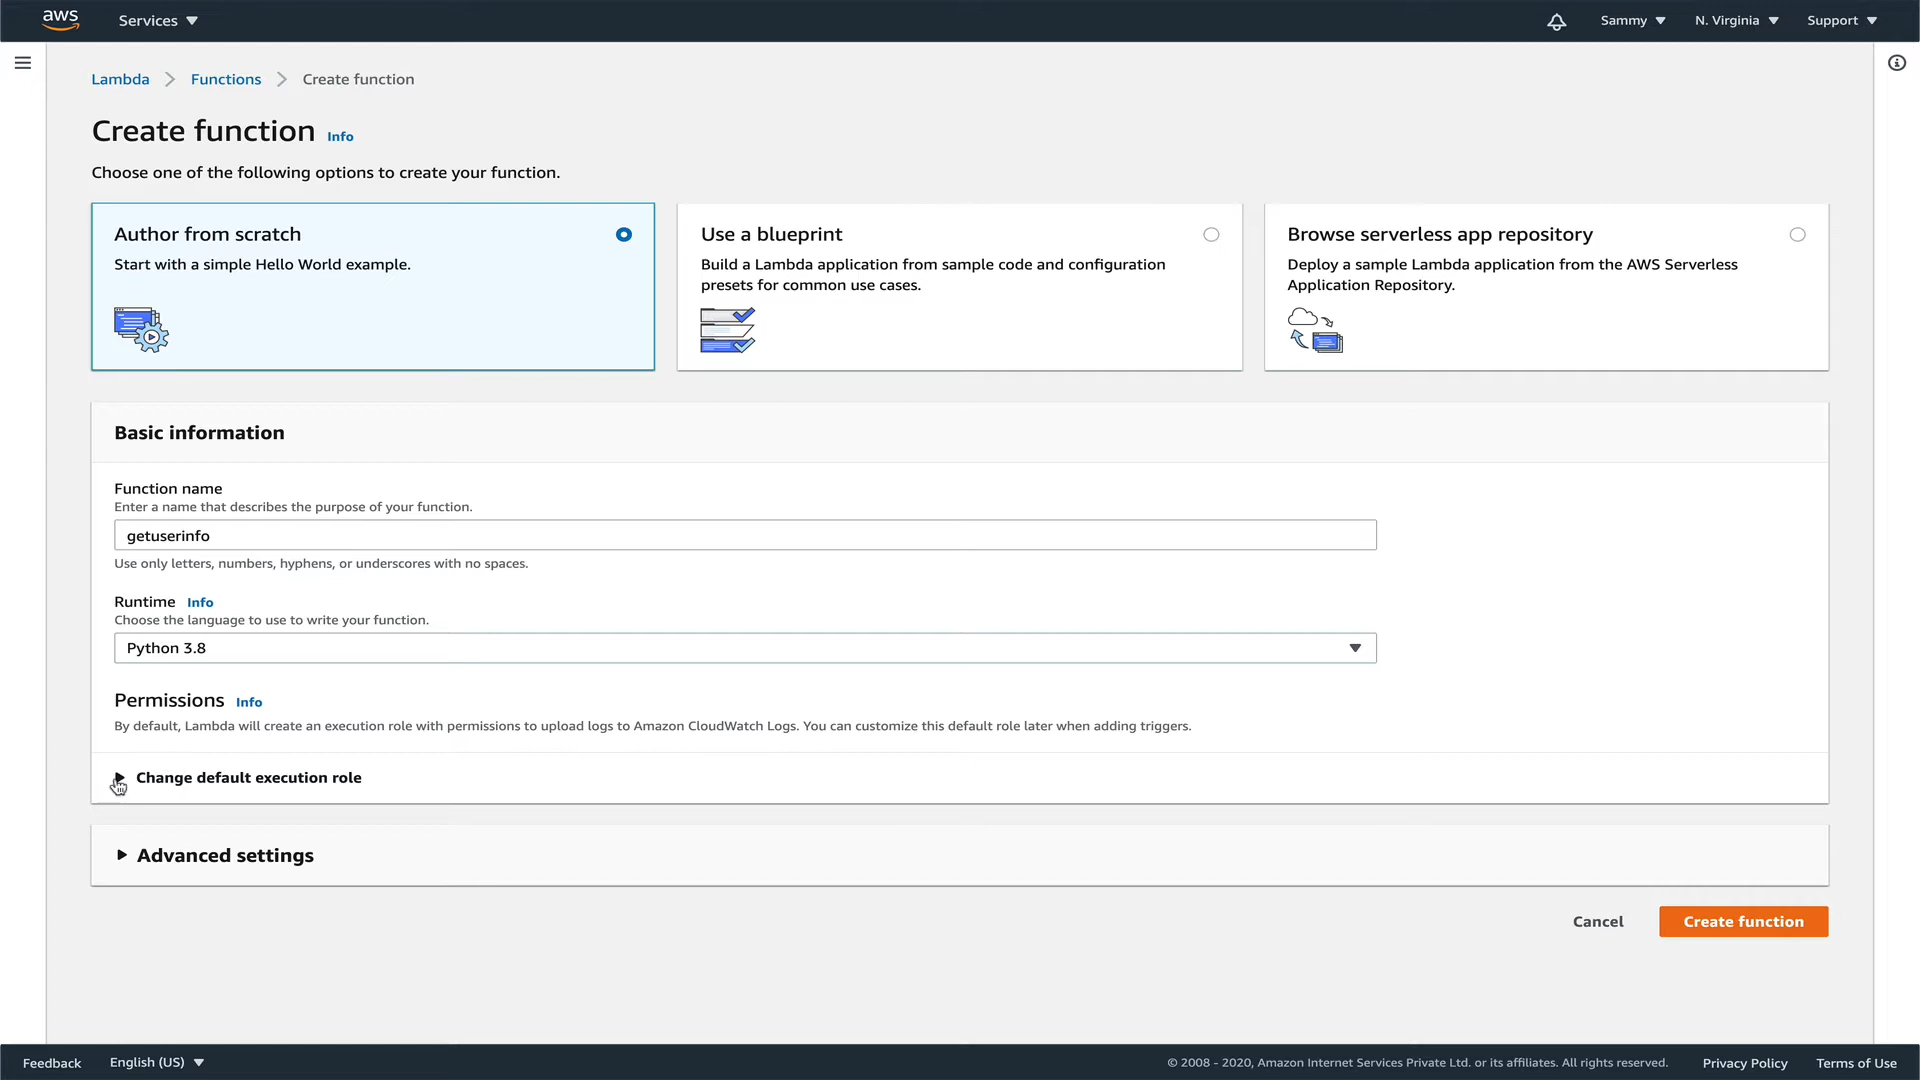 aws
Services
Sammy
N. Virginia
Support
Lambda
Functions
Create function
Create function Info
Choose one of the following options to create your function.
Author from scratch
Start with a simple Hello World example.
Use a blueprint
Build a Lambda application from sample code and configuration
presets for common use cases.
Browse serverless app repository
Deploy a sample Lambda application from the AWS Serverless
Application Repository.
Basic information
Function name
Enter a name that describes the purpose of your function.
getuserinfo
Use only letters, numbers, hyphens, or underscores with no spaces.
Runtime Info
Choose the language to use to write your function.
Python 3.8
Permissions Info
By default, Lambda will create an execution role with permissions to upload logs to Amazon CloudWatch Logs. You can customize this default role later when adding triggers.
Change default execution role
Advanced settings
Cancel
Create function
Feedback
English (US)
© 2008 - 2020, Amazon Internet Services Private Ltd. or its affiliates. All rights reserved.
Privacy Policy
Terms of Use